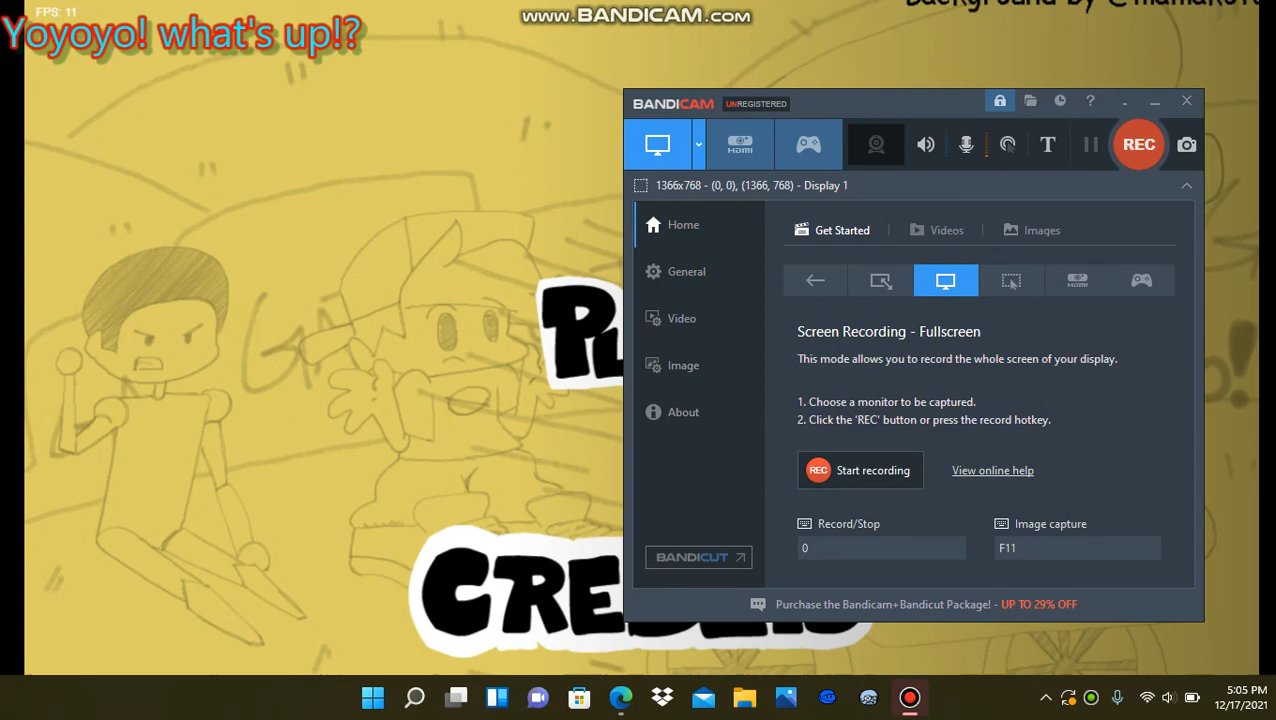 FPS: 11
www.BANDICAM.com
Yoyoyo! what's up!?
BANDICAM UNREGISTERED
HDMI
T
REC
1366x768 - (0, 0), (1366, 768) - Display 1
Home
General
Video
Image
About
BANDICUT
Get Started
Videos
Images
HDMI
Screen Recording - Fullscreen
This mode allows you to record the whole screen of your display.
1. Choose a monitor to be captured.
2. Click the 'REC' button or press the record hotkey.
REC Start recording
View online help
Record/Stop
Image capture
0
F11
Purchase the Bandicam+Bandicut Package! - UP TO 29% OFF
5:05 PM
12/17/2021